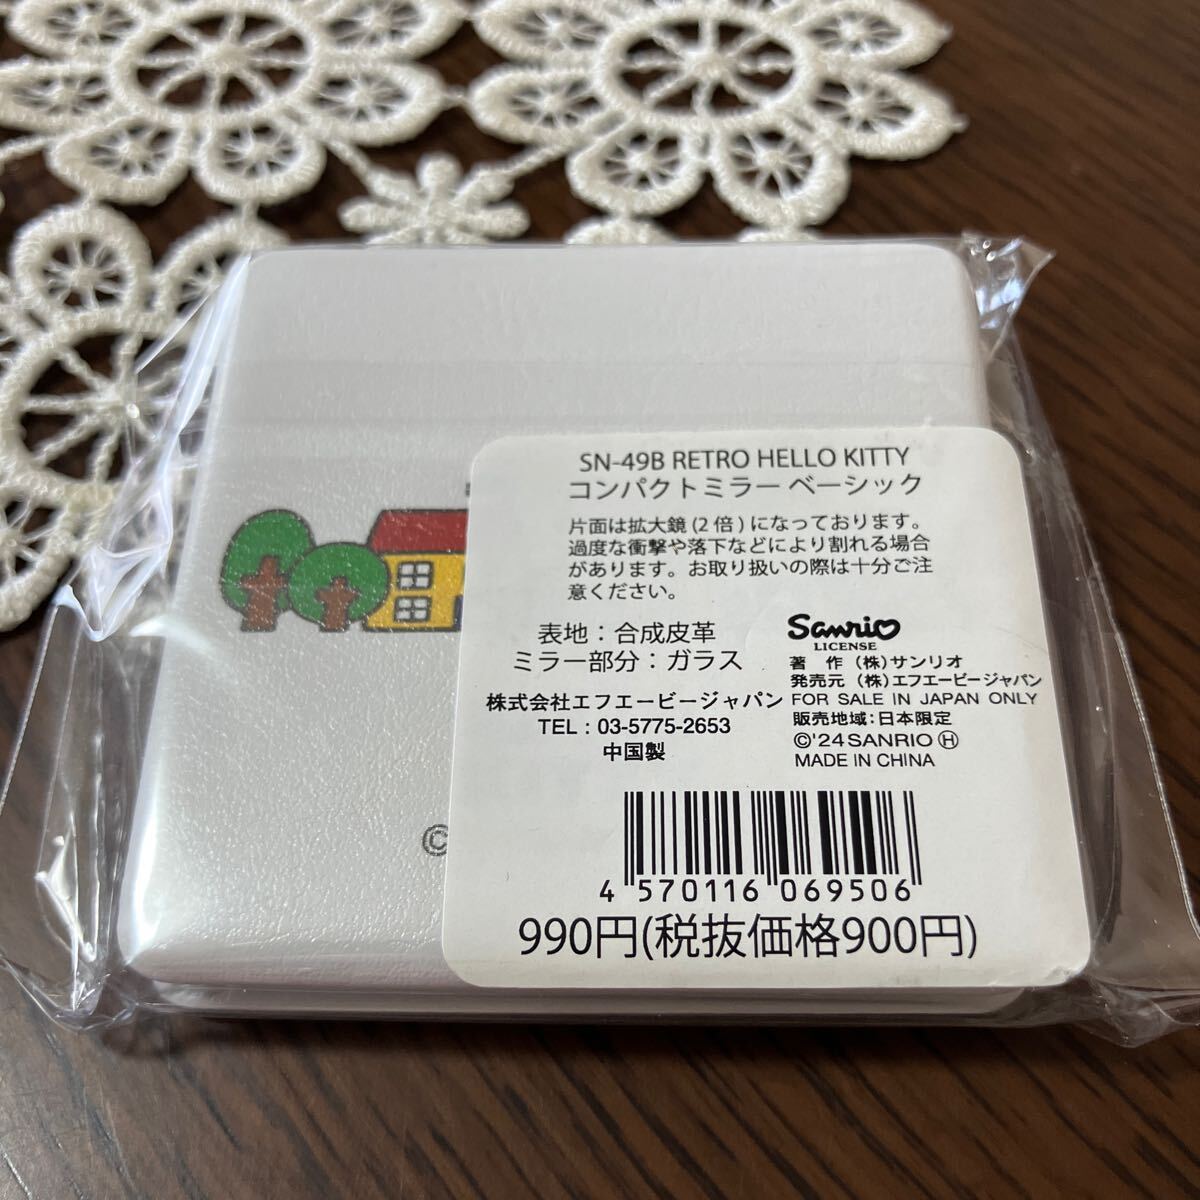 SN-49B RETRO HELLO KITTY
コンパクトミラー ベーシック
片面は拡大鏡(2倍)になっております。
過度な衝撃や落下などにより割れる場合
があります。お取り扱いの際は十分ご注
意ください。
表地：合成皮革
ミラー部分：ガラス
株式会社エフエービージャパン
TEL：03-5775-2653
中国製
Sanrio
LICENSE
著　作（株）サンリオ
発売元（株）エフエービージャパン
FOR SALE IN JAPAN ONLY
販売地域：日本限定
©'24 SANRIO Ⓗ
MADE IN CHINA
4 570116 069506
990円(税抜価格900円)
©